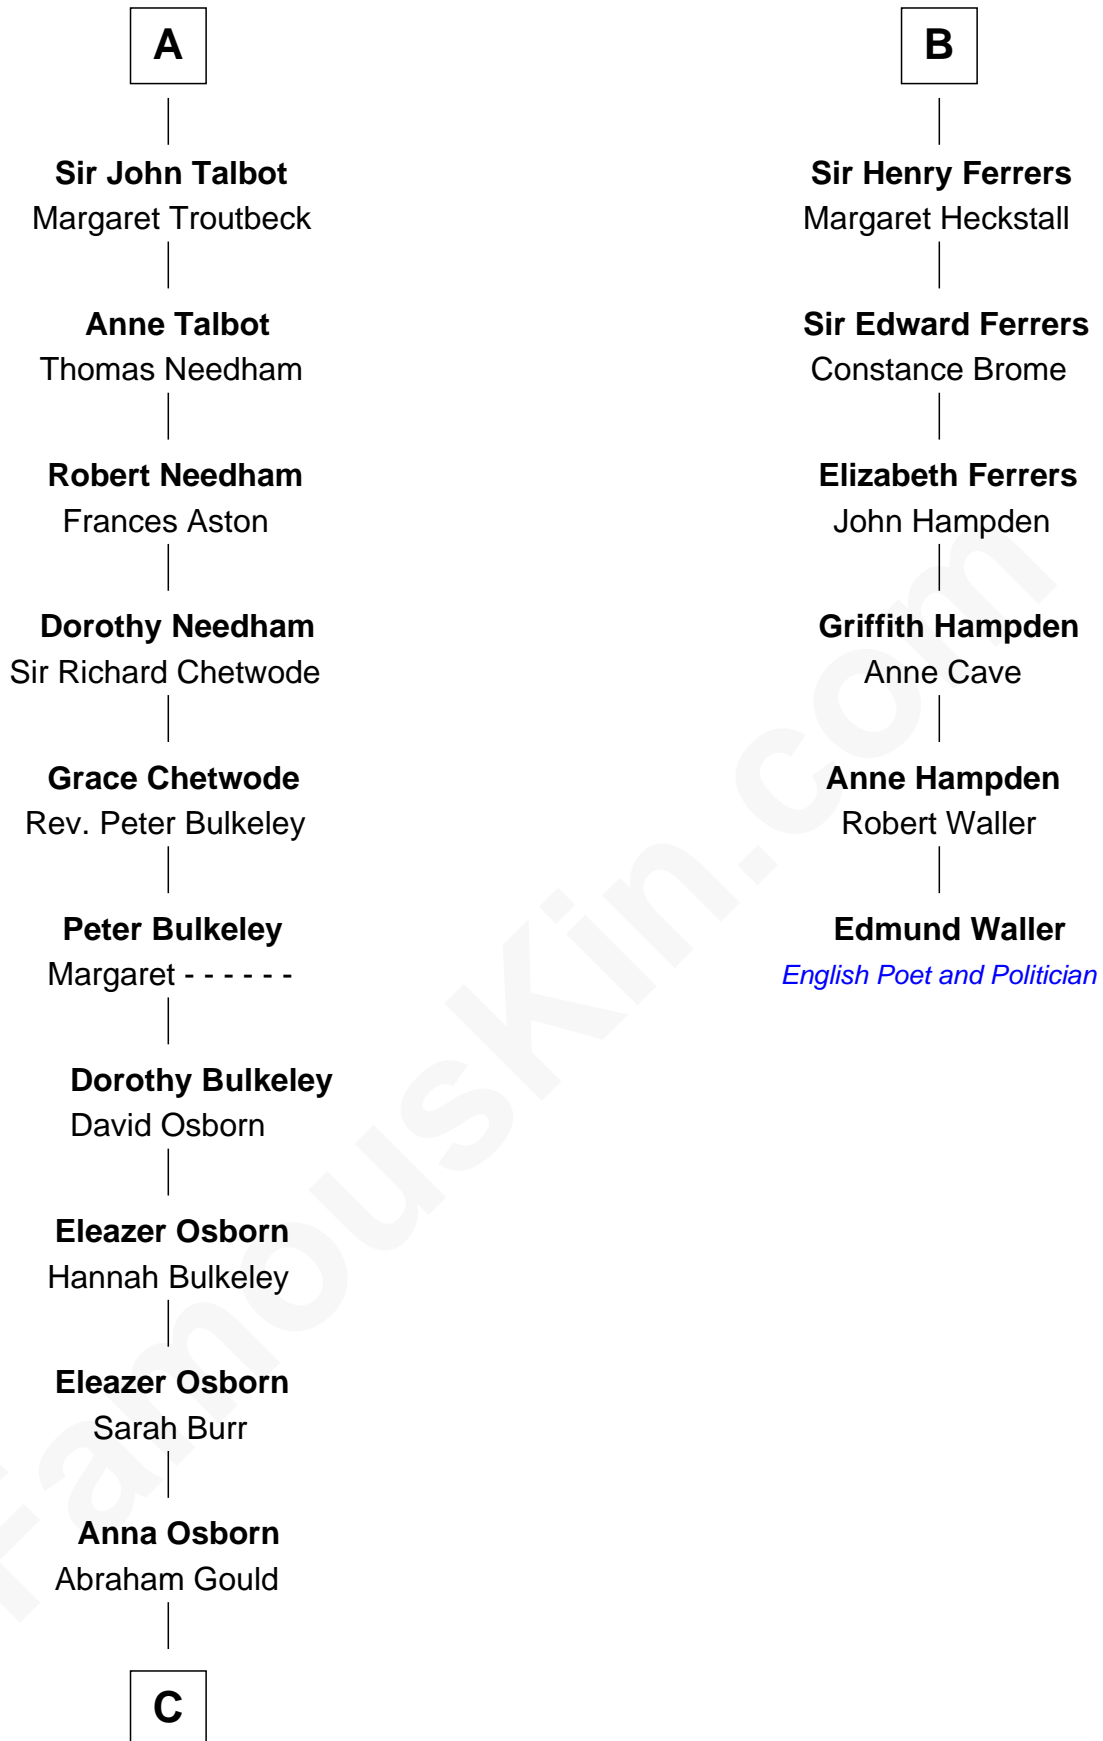 A
Sir John Talbot
Margaret Troutbeck
Anne Talbot
Thomas Needham
Robert Needham
Frances Aston
Dorothy Needham
Sir Richard Chetwode
Grace Chetwode
Rev. Peter Bulkeley
Peter Bulkeley
Margaret - - - - - -
Dorothy Bulkeley
David Osborn
Eleazer Osborn
Hannah Bulkeley
Eleazer Osborn
Sarah Burr
Anna Osborn
Abraham Gould
C
B
Sir Henry Ferrers
Margaret Heckstall
Sir Edward Ferrers
Constance Brome
Elizabeth Ferrers
John Hampden
Griffith Hampden
Anne Cave
Anne Hampden
Robert Waller
Edmund Waller
English Poet and Politician
FamousKin.com